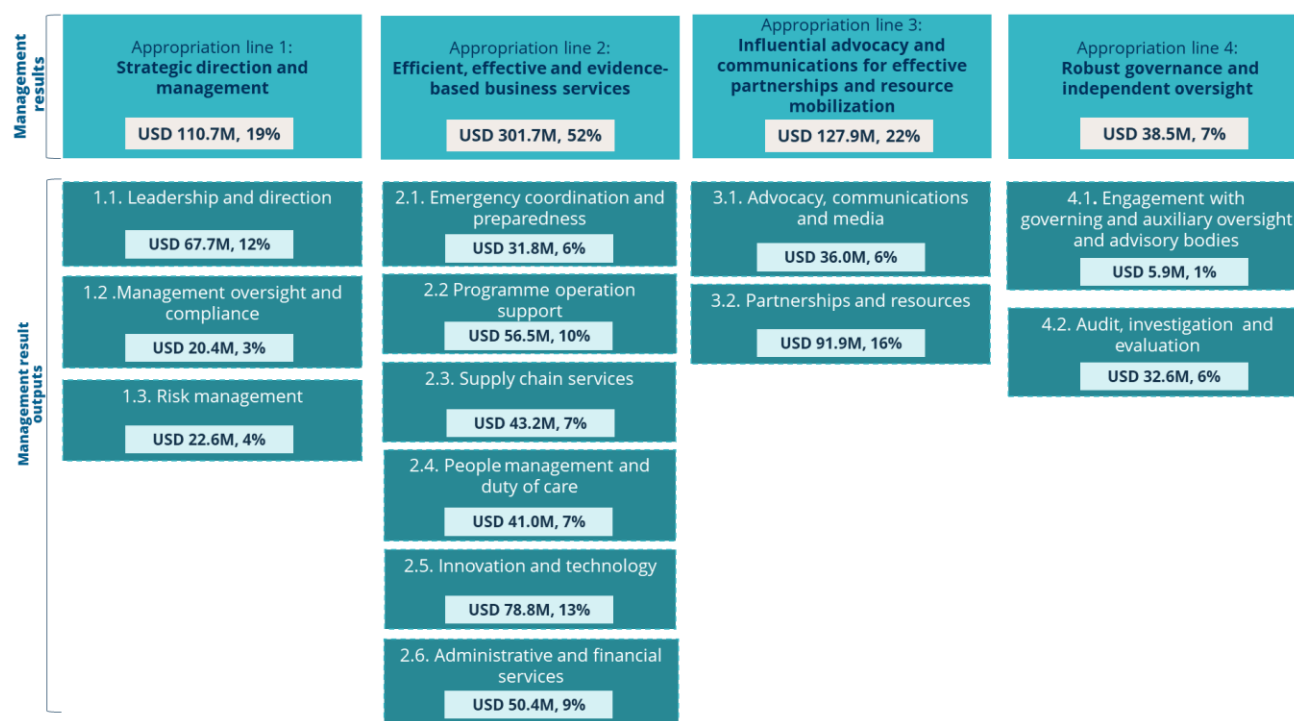 Management
results
Appropriation line 1:
Strategic direction and
management
USD 110.7M, 19%
Appropriation line 2:
Efficient, effective and evidence-
based business services
USD 301.7M, 52%
Appropriation line 3:
Influential advocacy and
communications for effective
partnerships and resource
mobilization
USD 127.9M, 22%
Appropriation line 4:
Robust governance and
independent oversight
USD 38.5M, 7%
Management result
outputs
1.1. Leadership and direction
USD 67.7M, 12%
1.2 .Management oversight and
compliance
USD 20.4M, 3%
1.3. Risk management
USD 22.6M, 4%
2.1. Emergency coordination and
preparedness
USD 31.8M, 6%
2.2 Programme operation
support
USD 56.5M, 10%
2.3. Supply chain services
USD 43.2M, 7%
2.4. People management and
duty of care
USD 41.0M, 7%
2.5. Innovation and technology
USD 78.8M, 13%
2.6. Administrative and financial
services
USD 50.4M, 9%
3.1. Advocacy, communications
and media
USD 36.0M, 6%
3.2. Partnerships and resources
USD 91.9M, 16%
4.1. Engagement with
governing and auxiliary oversight
and advisory bodies
USD 5.9M, 1%
4.2. Audit, investigation and
evaluation
USD 32.6M, 6%